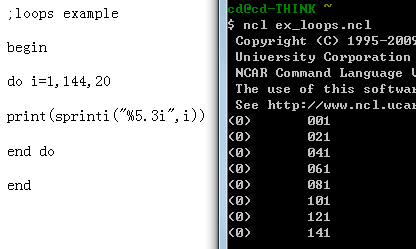 ;loops example
begin
do i=1,144,20
print(sprinti("%5.3i",i))
end do
end
cd@cd-THINK ~
$ ncl ex_loops.ncl
Copyright (C) 1995-2009
University Corporation
NCAR Command Language
The use of this softwar
See http://www.ncl.ucar
(0) 001
(0) 021
(0) 041
(0) 061
(0) 081
(0) 101
(0) 121
(0) 141